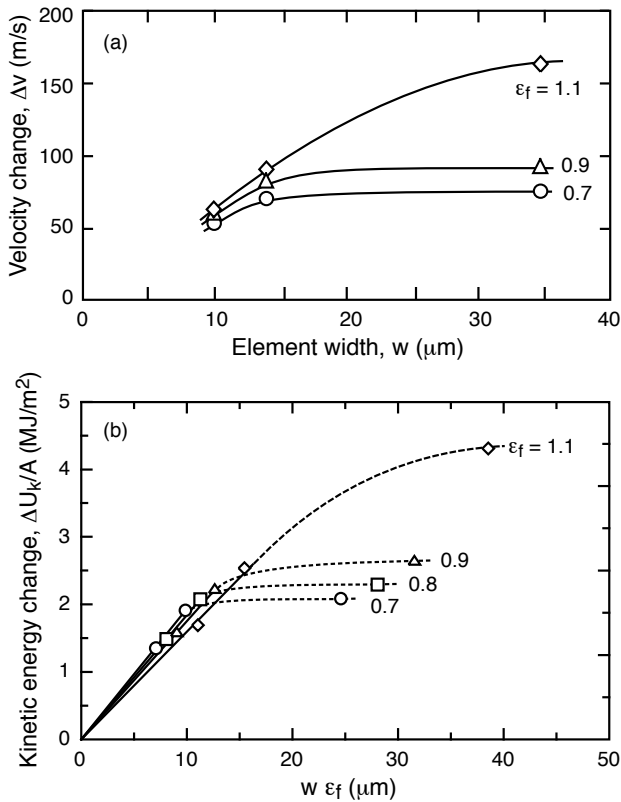 200
(a)
150
εf = 1.1
100
0.9
50
0.7
0
0 10 20 30 40
Velocity change, Δv (m/s)
Element width, w (μm)
5
(b)
4
εf = 1.1
3
0.9
0.8
2
0.7
1
0
0 10 20 30 40 50
Kinetic energy change, ΔUk/A (MJ/m²)
w εf (μm)